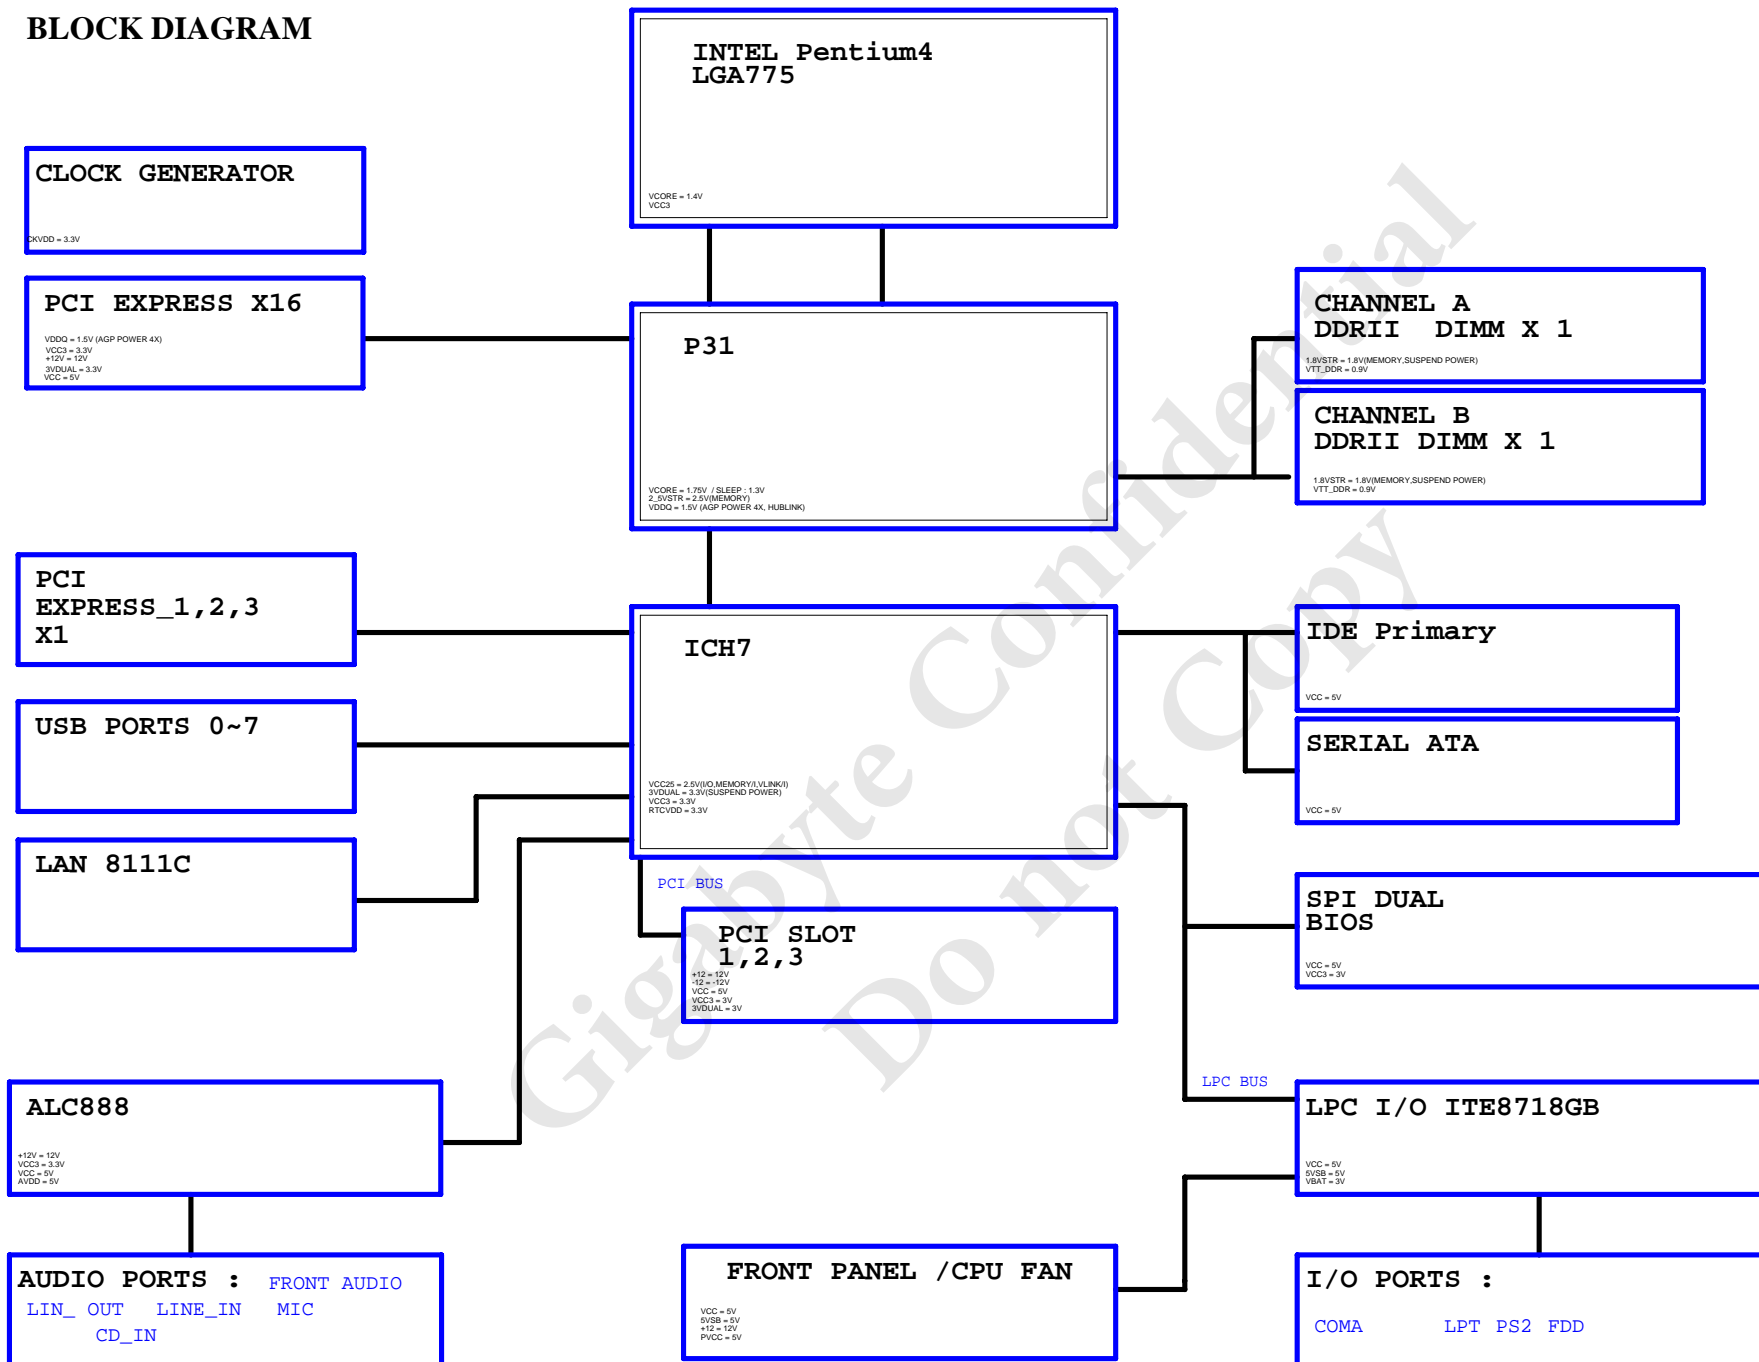 BLOCK DIAGRAM
INTEL Pentium4
LGA775
VCORE = 1.4V
VCC3
CLOCK GENERATOR
CKVDD = 3.3V
PCI EXPRESS X16
VDDQ = 1.5V (AGP POWER 4X)
VCC3 = 3.3V
+12V = 12V
3VDUAL = 3.3V
VCC = 5V
P31
VCORE = 1.75V / SLEEP : 1.3V
2_5VSTR = 2.5V(MEMORY)
VDDQ = 1.5V (AGP POWER 4X, HUBLINK)
CHANNEL A
DDRII DIMM X 1
1.8VSTR = 1.8V(MEMORY,SUSPEND POWER)
VTT_DDR = 0.9V
CHANNEL B
DDRII DIMM X 1
1.8VSTR = 1.8V(MEMORY,SUSPEND POWER)
VTT_DDR = 0.9V
PCI
EXPRESS_1,2,3
X1
USB PORTS 0~7
LAN 8111C
ICH7
VCC25 = 2.5V(I/O,MEMORY/I,VLINK/I)
3VDUAL = 3.3V(SUSPEND POWER)
VCC3 = 3.3V
RTCVDD = 3.3V
IDE Primary
VCC = 5V
SERIAL ATA
VCC = 5V
PCI BUS
PCI SLOT
1,2,3
+12 = 12V
-12 = -12V
VCC = 5V
VCC3 = 3V
3VDUAL = 3V
SPI DUAL
BIOS
VCC = 5V
VCC3 = 3V
LPC BUS
LPC I/O ITE8718GB
VCC = 5V
5VSB = 5V
VBAT = 3V
ALC888
+12V = 12V
VCC3 = 3.3V
VCC = 5V
AVDD = 5V
AUDIO PORTS : FRONT AUDIO
LIN_ OUT LINE_IN MIC
CD_IN
FRONT PANEL /CPU FAN
VCC = 5V
5VSB = 5V
+12 = 12V
PVCC = 5V
I/O PORTS :
COMA LPT PS2 FDD
Gigabyte Confidential
Do not Copy